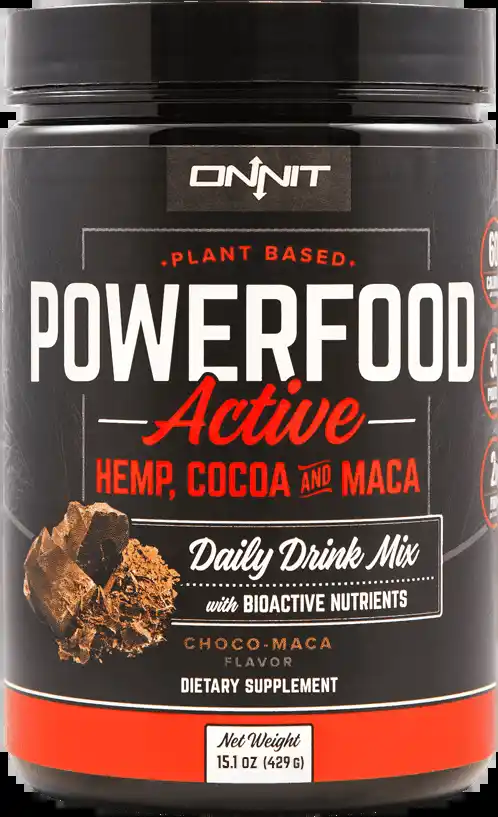 ONNIT
• PLANT BASED •
POWERFOOD
Active
HEMP, COCOA AND MACA
Daily Drink Mix
with BIOACTIVE NUTRIENTS
CHOCO-MACA
FLAVOR
DIETARY SUPPLEMENT
Net Weight
15.1 OZ (429 G)